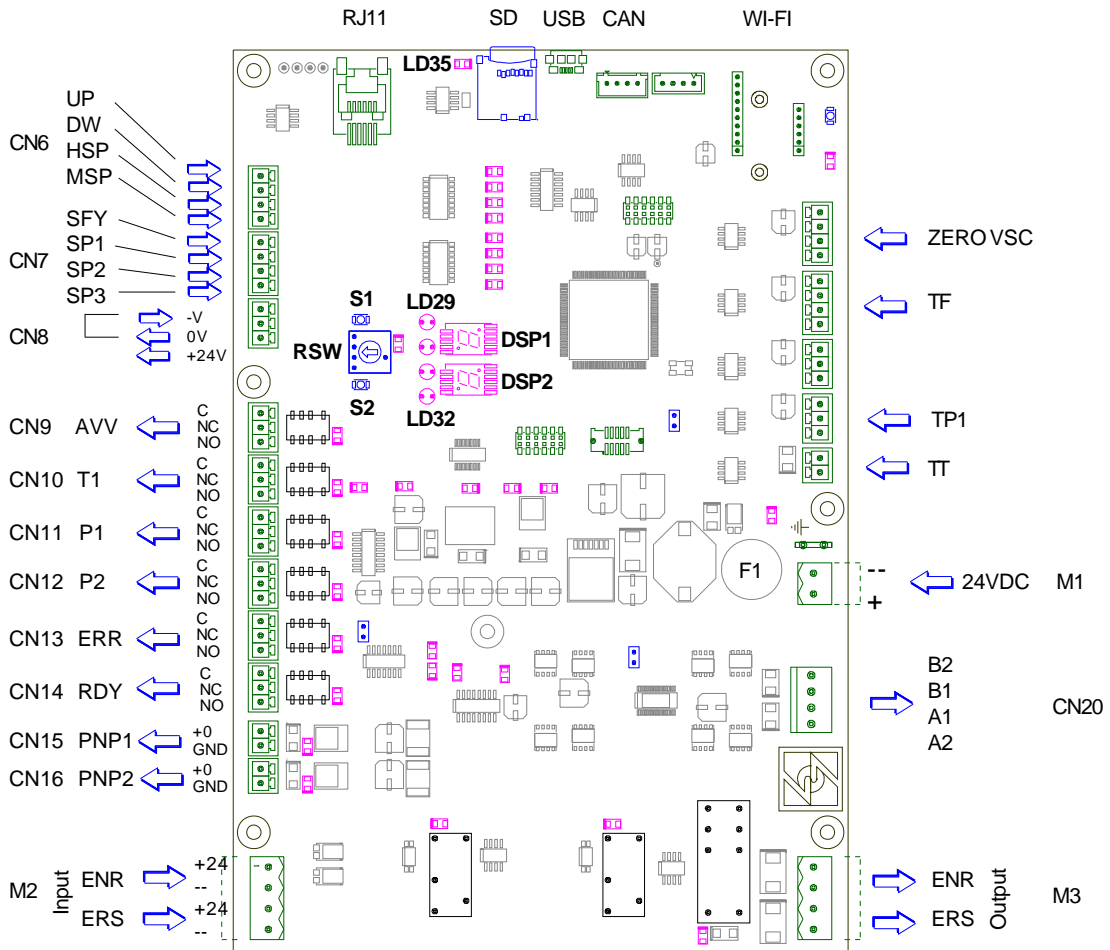 RJ11 SD USB CAN WI-FI
LD35
CN6
UP
DW
HSP
MSP
CN7
SFY
SP1
SP2
SP3
CN8
-V
0V
+24V
S1
RSW
S2
LD29
DSP1
DSP2
LD32
ZERO VSC
TF
TP1
TT
CN9 AVV C NC NO
CN10 T1 C NC NO
CN11 P1 C NC NO
CN12 P2 C NC NO
CN13 ERR C NC NO
CN14 RDY C NC NO
CN15 PNP1 +0 GND
CN16 PNP2 +0 GND
F1
--
24VDC M1
+
B2
B1
A1
A2
CN20
M2 Input
ENR +24 --
ERS +24 --
ENR
ERS
Output M3